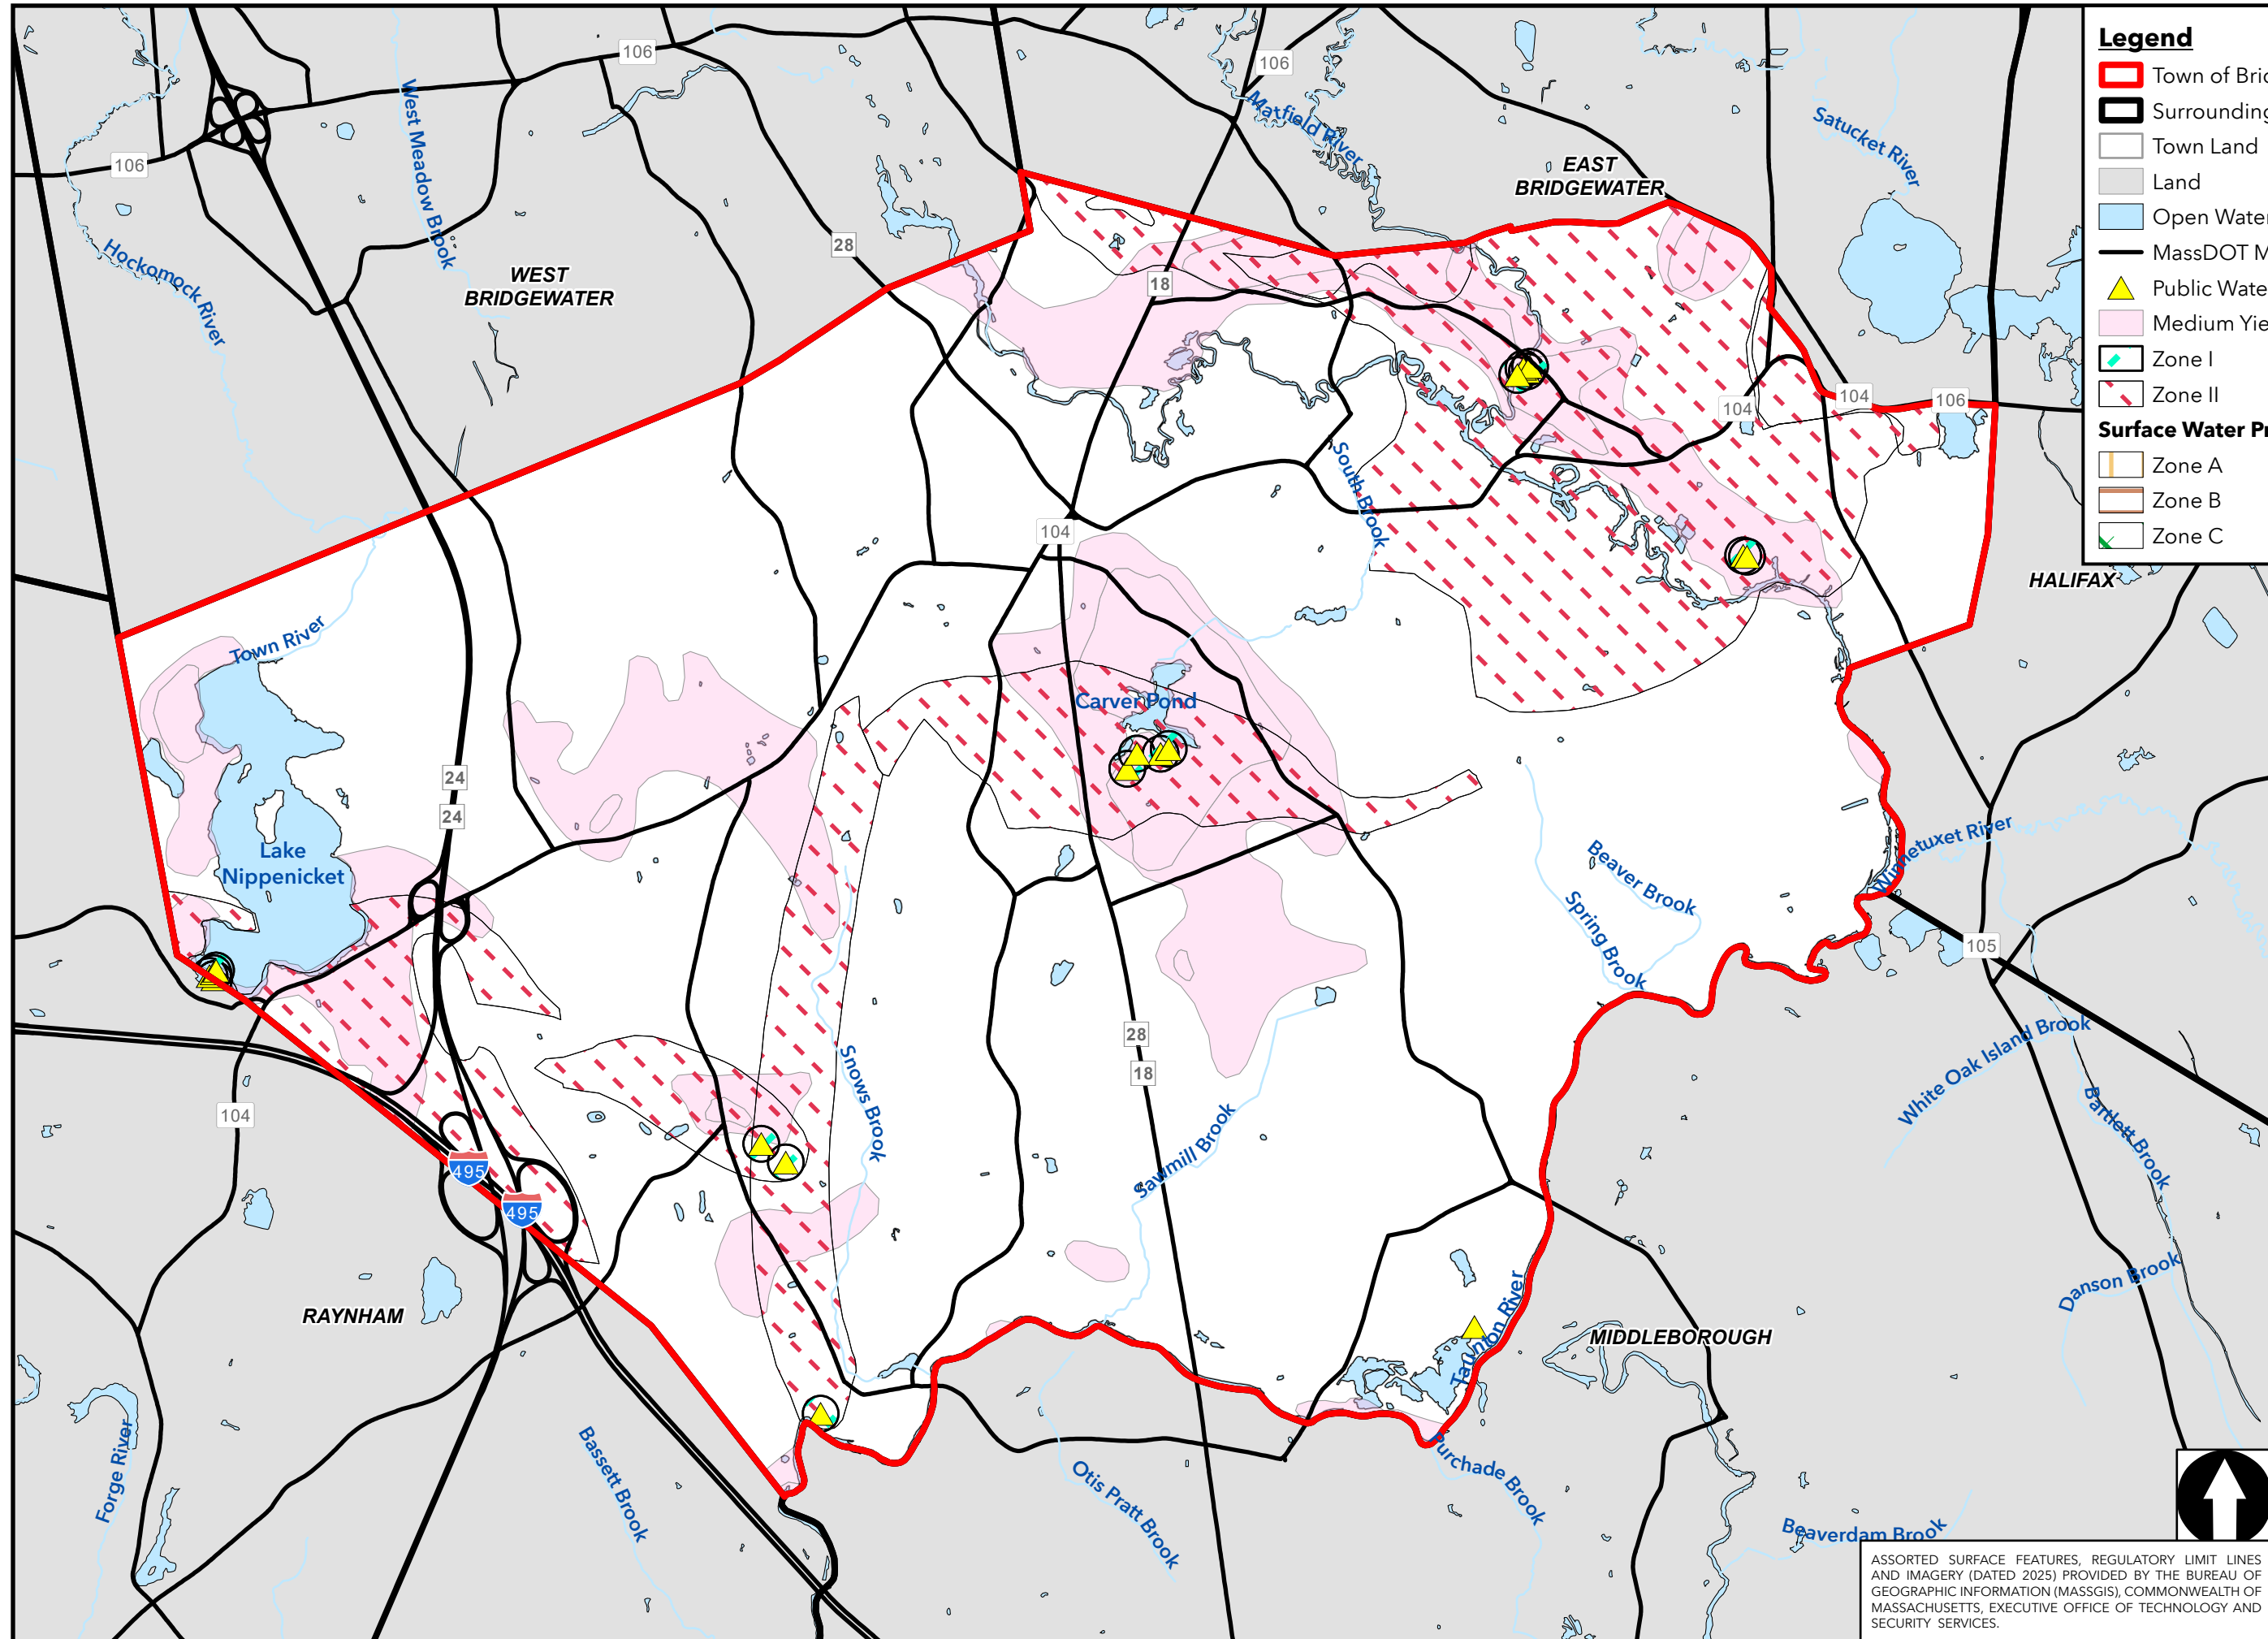 106
106
West Meadow Brook
Matfield River
EAST
BRIDGEWATER
Satucket River
106
Hockomock River
WEST
BRIDGEWATER
28
18
104
104
106
South Brook
104
HALIFAX
Town River
Carver Pond
24
24
Lake
Nippenicket
Winnetuxet River
Beaver Brook
Spring Brook
105
28
18
White Oak Island Brook
Snows Brook
Bartlett Brook
104
Sawmill Brook
495
495
Danson Brook
RAYNHAM
Taunton River
MIDDLEBOROUGH
Forge River
Bassett Brook
Otis Pratt Brook
Purchade Brook
Beaverdam Brook
Legend
Town of Brid
Surrounding
Town Land
Land
Open Water
MassDOT M
Public Wate
Medium Yie
Zone I
Zone II
Surface Water Pr
Zone A
Zone B
Zone C
ASSORTED SURFACE FEATURES, REGULATORY LIMIT LINES
AND IMAGERY (DATED 2025) PROVIDED BY THE BUREAU OF
GEOGRAPHIC INFORMATION (MASSGIS), COMMONWEALTH OF
MASSACHUSETTS, EXECUTIVE OFFICE OF TECHNOLOGY AND
SECURITY SERVICES.